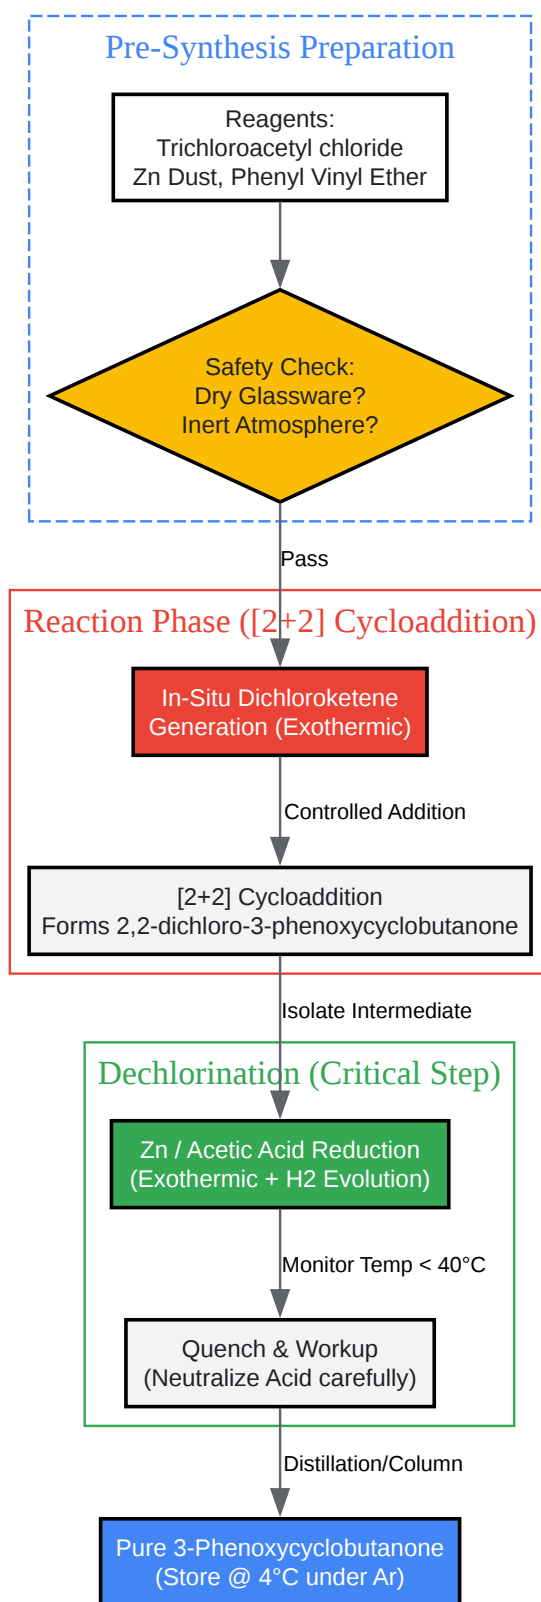 Pre-Synthesis Preparation
Reagents:
Trichloroacetyl chloride
Zn Dust, Phenyl Vinyl Ether
Safety Check:
Dry Glassware?
Inert Atmosphere?
Pass
Reaction Phase ([2+2] Cycloaddition)
In-Situ Dichloroketene
Generation (Exothermic)
Controlled Addition
[2+2] Cycloaddition
Forms 2,2-dichloro-3-phenoxycyclobutanone
Isolate Intermediate
Dechlorination (Critical Step)
Zn / Acetic Acid Reduction
(Exothermic + H2 Evolution)
Monitor Temp < 40°C
Quench & Workup
(Neutralize Acid carefully)
Distillation/Column
Pure 3-Phenoxycyclobutanone
(Store @ 4°C under Ar)